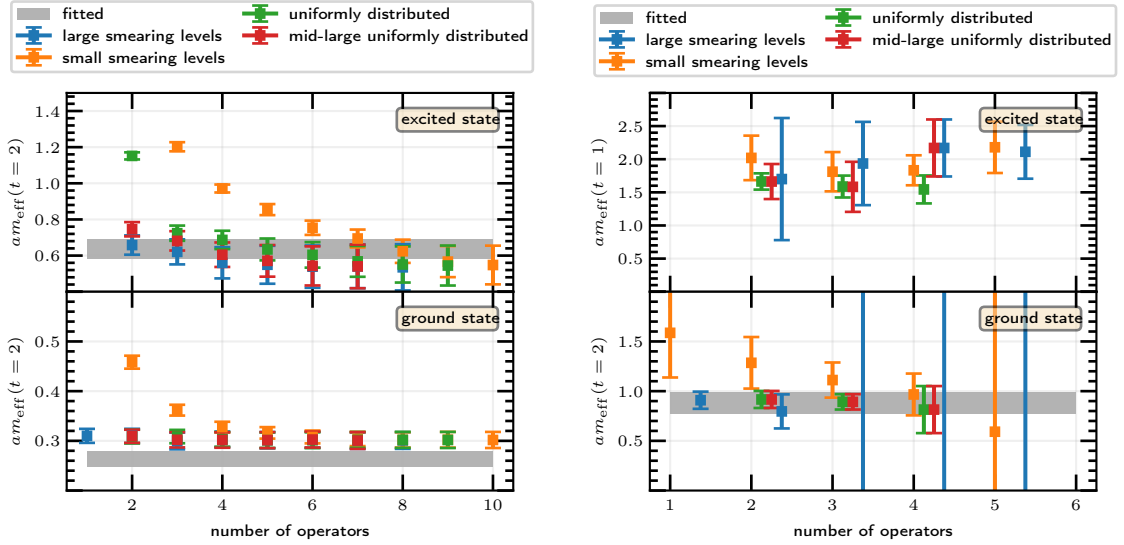 fitted
large smearing levels
small smearing levels
uniformly distributed
mid-large uniformly distributed
excited state
am_eff(t = 2)
1.4
1.2
1.0
0.8
0.6
ground state
am_eff(t = 2)
0.5
0.4
0.3
2 4 6 8 10
number of operators
fitted
large smearing levels
small smearing levels
uniformly distributed
mid-large uniformly distributed
excited state
am_eff(t = 1)
2.5
2.0
1.5
1.0
0.5
ground state
am_eff(t = 2)
1.5
1.0
0.5
1 2 3 4 5 6
number of operators